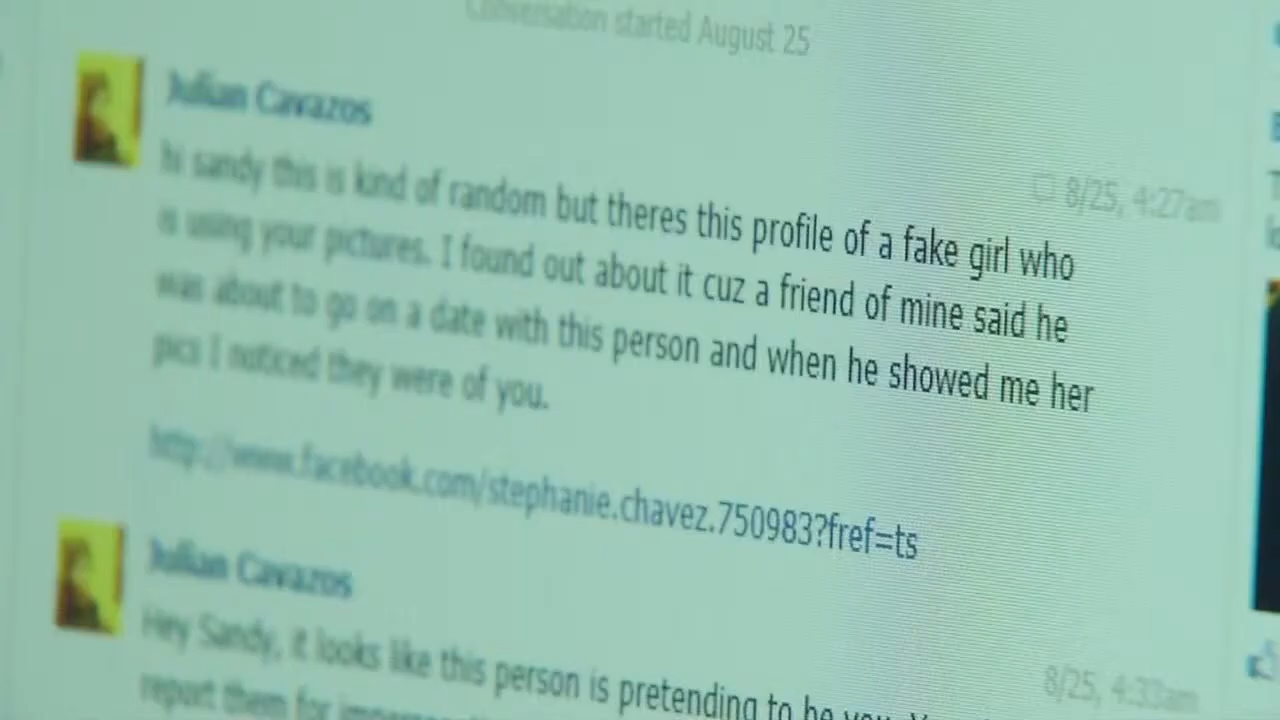 Conversation started August 25
Julian Cavazos
8/25, 4:27am
hi sandy this is kind of random but theres this profile of a fake girl who
is using your pictures. I found out about it cuz a friend of mine said he
was about to go on a date with this person and when he showed me her
pics I noticed they were of you.
http://www.facebook.com/stephanie.chavez.750983?fref=ts
Julian Cavazos
8/25, 4:33am
Hey Sandy, it looks like this person is pretending to be you.
report them for